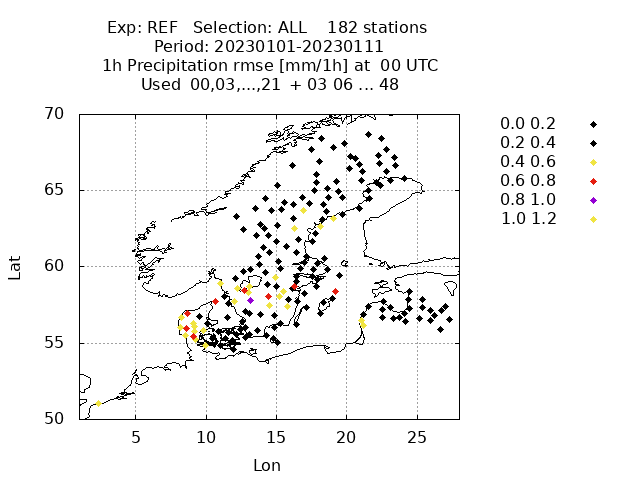 Exp: REF Selection: ALL 182 stations
Period: 20230101-20230111
1h Precipitation rmse [mm/1h] at 00 UTC
Used 00,03,...,21 + 03 06 ... 48
70
65
60
55
50
Lat
5 10 15 20 25
Lon
0.0 0.2
0.2 0.4
0.4 0.6
0.6 0.8
0.8 1.0
1.0 1.2